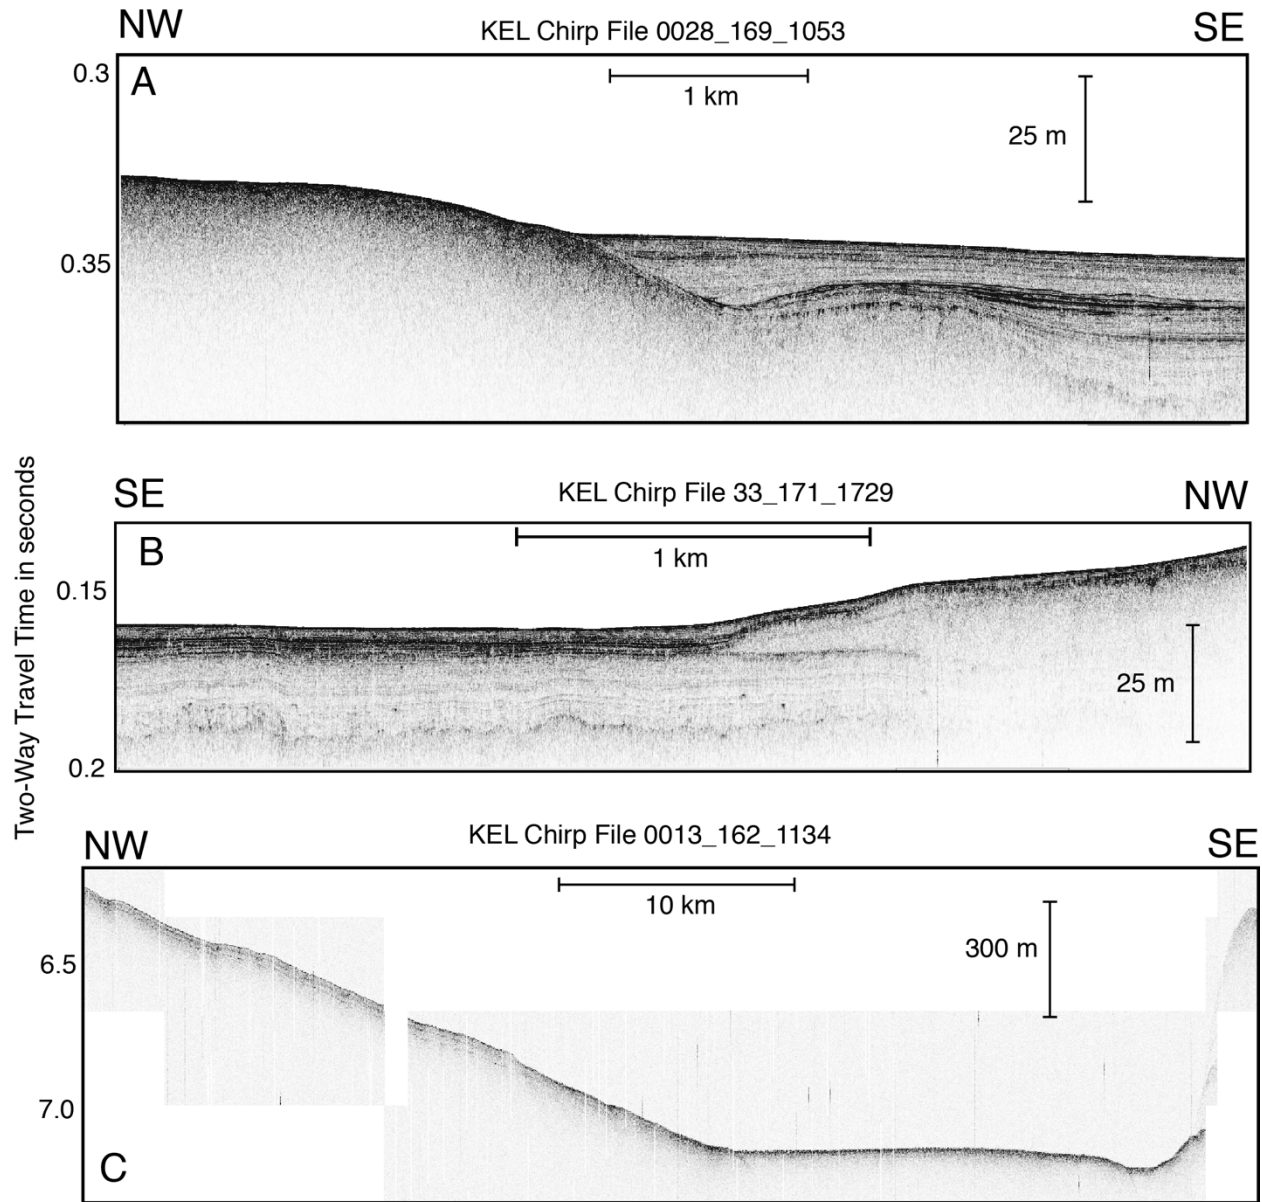 NW
KEL Chirp File 0028_169_1053
SE
0.3
A
1 km
25 m
0.35
Two-Way Travel Time in seconds
SE
KEL Chirp File 33_171_1729
NW
B
1 km
0.15
25 m
0.2
NW
KEL Chirp File 0013_162_1134
SE
10 km
300 m
6.5
7.0
C